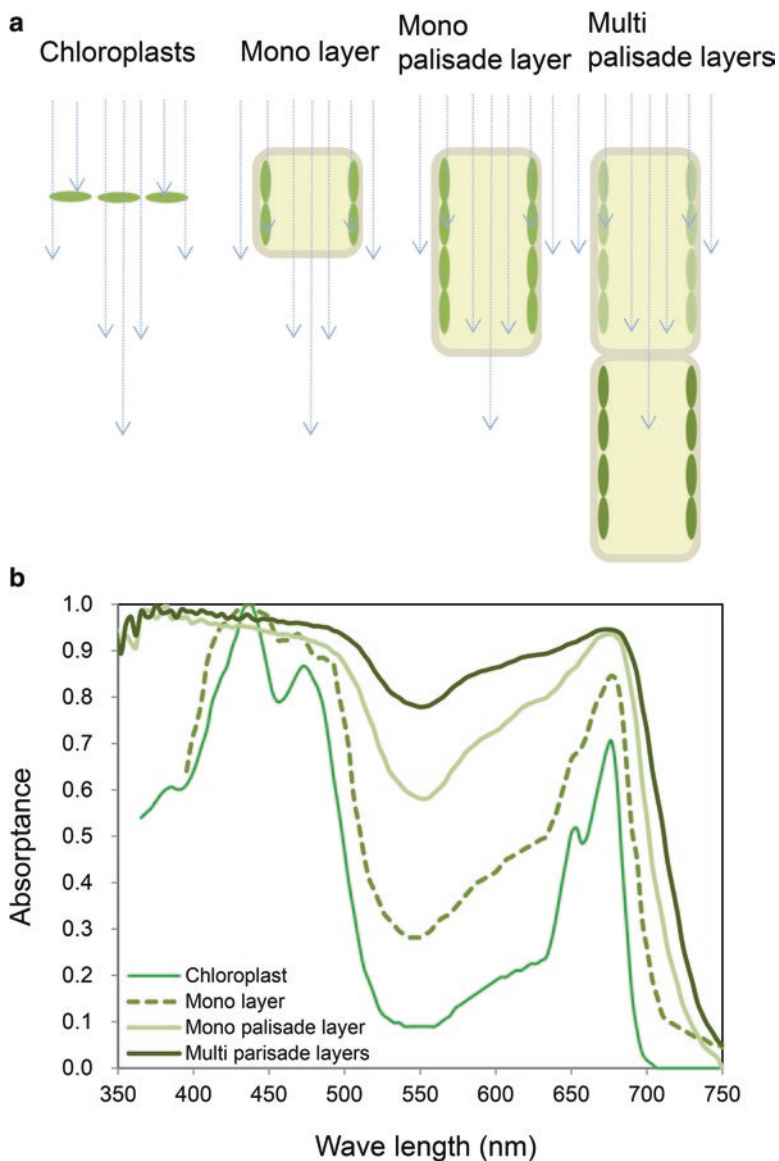 a
Chloroplasts
Mono layer
Mono
palisade layer
Multi
palisade layers
b
1.0
0.9
0.8
0.7
0.6
0.5
0.4
0.3
0.2
0.1
0.0
Absorptance
Chloroplast
Mono layer
Mono palisade layer
Multi parisade layers
350 400 450 500 550 600 650 700 750
Wave length (nm)